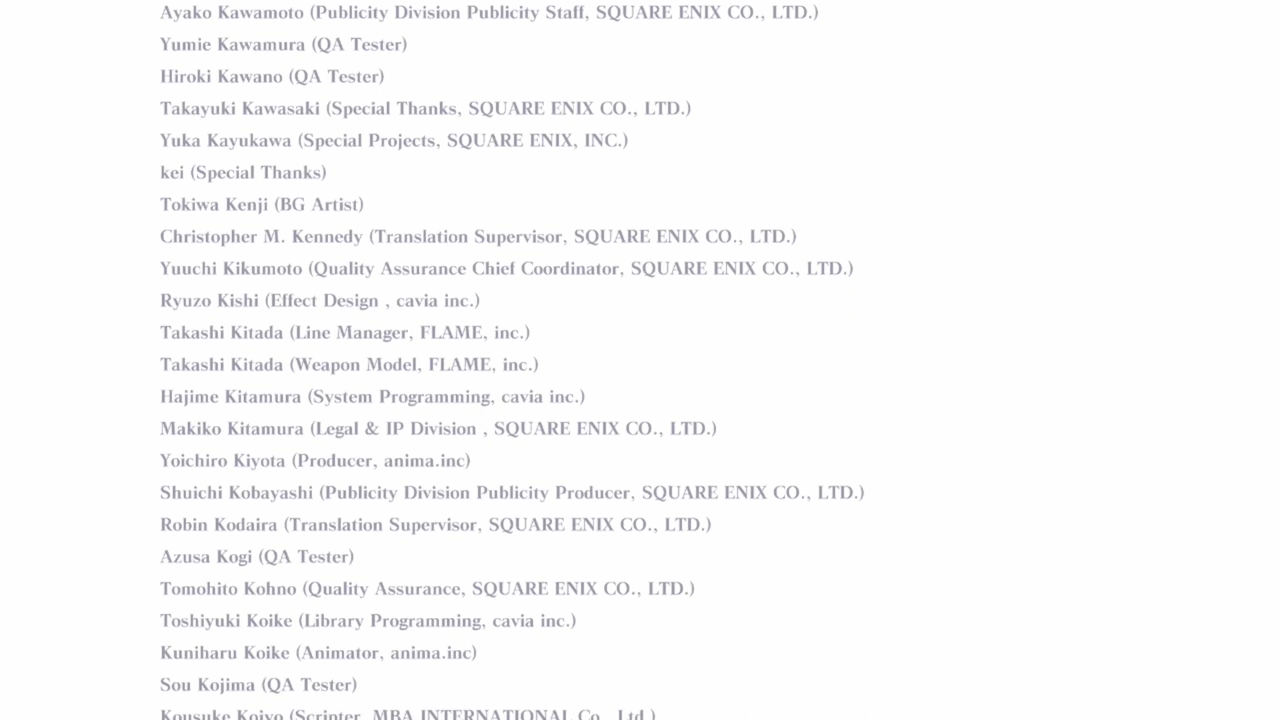 Ayako Kawamoto (Publicity Division Publicity Staff, SQUARE ENIX CO., LTD.)
Yumie Kawamura (QA Tester)
Hiroki Kawano (QA Tester)
Takayuki Kawasaki (Special Thanks, SQUARE ENIX CO., LTD.)
Yuka Kayukawa (Special Projects, SQUARE ENIX, INC.)
kei (Special Thanks)
Tokiwa Kenji (BG Artist)
Christopher M. Kennedy (Translation Supervisor, SQUARE ENIX CO., LTD.)
Yuuchi Kikumoto (Quality Assurance Chief Coordinator, SQUARE ENIX CO., LTD.)
Ryuzo Kishi (Effect Design , cavia inc.)
Takashi Kitada (Line Manager, FLAME, inc.)
Takashi Kitada (Weapon Model, FLAME, inc.)
Hajime Kitamura (System Programming, cavia inc.)
Makiko Kitamura (Legal & IP Division , SQUARE ENIX CO., LTD.)
Yoichiro Kiyota (Producer, anima.inc)
Shuichi Kobayashi (Publicity Division Publicity Producer, SQUARE ENIX CO., LTD.)
Robin Kodaira (Translation Supervisor, SQUARE ENIX CO., LTD.)
Azusa Kogi (QA Tester)
Tomohito Kohno (Quality Assurance, SQUARE ENIX CO., LTD.)
Toshiyuki Koike (Library Programming, cavia inc.)
Kuniharu Koike (Animator, anima.inc)
Sou Kojima (QA Tester)
Kousuke Koiyo (Scripter, MBA INTERNATIONAL Co., Ltd.)